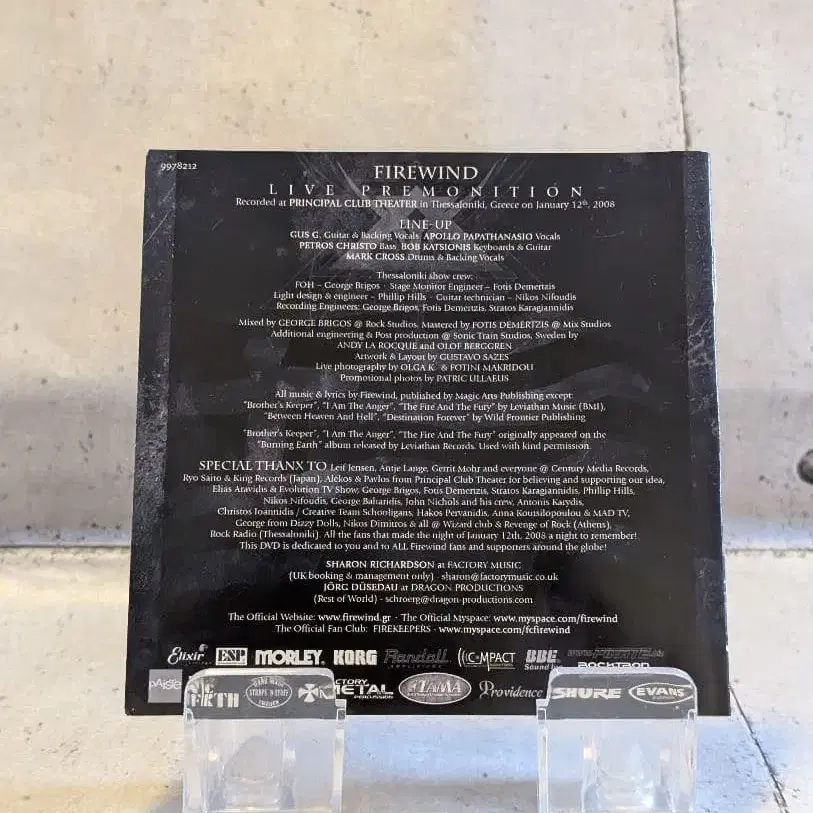 9978212
FIREWIND
LIVE PREMONITION
Recorded at PRINCIPAL CLUB THEATER in Thessaloniki, Greece on January 12th, 2008
LINE-UP
GUS G. Guitar & Backing Vocals APOLLO PAPATHANASIO Vocals
PETROS CHRISTO Bass BOB KATSIONIS Keyboards & Guitar
MARK CROSS Drums & Backing Vocals
Thessaloniki show crew:
FOH – George Brigos - Stage Monitor Engineer – Fotis Demertzis
Light design & engineer – Phillip Hills - Guitar technician – Nikos Nifoudis
Recording Engineers: George Brigos, Fotis Demertzis, Stratos Karagiannidis
Mixed by GEORGE BRIGOS @ Rock Studios. Mastered by FOTIS DEMERTZIS @ Mix Studios
Additional engineering & Post production @ Sonic Train Studios, Sweden by
ANDY LA ROCQUE and OLOF BERGGREN
Artwork & Layout by GUSTAVO SAZES
Live photography by OLGA K. & FOTINI MAKRIDOU
Promotional photos by PATRIC ULLAEUS
All music & lyrics by Firewind, published by Magic Arts Publishing except:
"Brother's Keeper", "I Am The Anger", "The Fire And The Fury" by Leviathan Music (BMI),
"Between Heaven And Hell", "Destination Forever" by Wild Frontier Publishing
"Brother's Keeper", "I Am The Anger", "The Fire And The Fury" originally appeared on the
"Burning Earth" album released by Leviathan Records. Used with kind permission.
SPECIAL THANX TO Leif Jensen, Antje Lange, Gerrit Mohr and everyone @ Century Media Records,
Ryo Saito & King Records (Japan), Alekos & Pavlos from Principal Club Theater for believing and supporting our idea,
Elias Aravidis & Evolution TV Show, George Brigos, Fotis Demertzis, Stratos Karagiannidis, Phillip Hills,
Nikos Nifoudis, George Baharidis, John Nichols and his crew, Antonis Karydis,
Christos Ioannidis / Creative Team Schooligans, Hakos Pervanidis, Anna Kousilopoulou & MAD TV,
George from Dizzy Dolls, Nikos Dimitros & all @ Wizard club & Revenge of Rock (Athens),
Rock Radio (Thessaloniki). All the fans that made the night of January 12th, 2008 a night to remember!
This DVD is dedicated to you and to ALL Firewind fans and supporters around the globe!
SHARON RICHARDSON at FACTORY MUSIC
(UK booking & management only) - sharon@factorymusic.co.uk
JÖRG DÜSEDAU at DRAGON PRODUCTIONS
(Rest of World) - schroerg@dragon-productions.com
The Official Website: www.firewind.gr - The Official Myspace: www.myspace.com/firewind
The Official Fan Club: FIREKEEPERS - www.myspace.com/fcfirewind
Elixir ESP MORLEY KORG Randall AMPLIFIERS BBE Sound ROCKTRON
PAISTE STRAPS METAL PERCUSSION TAMA Providence SHURE EVANS